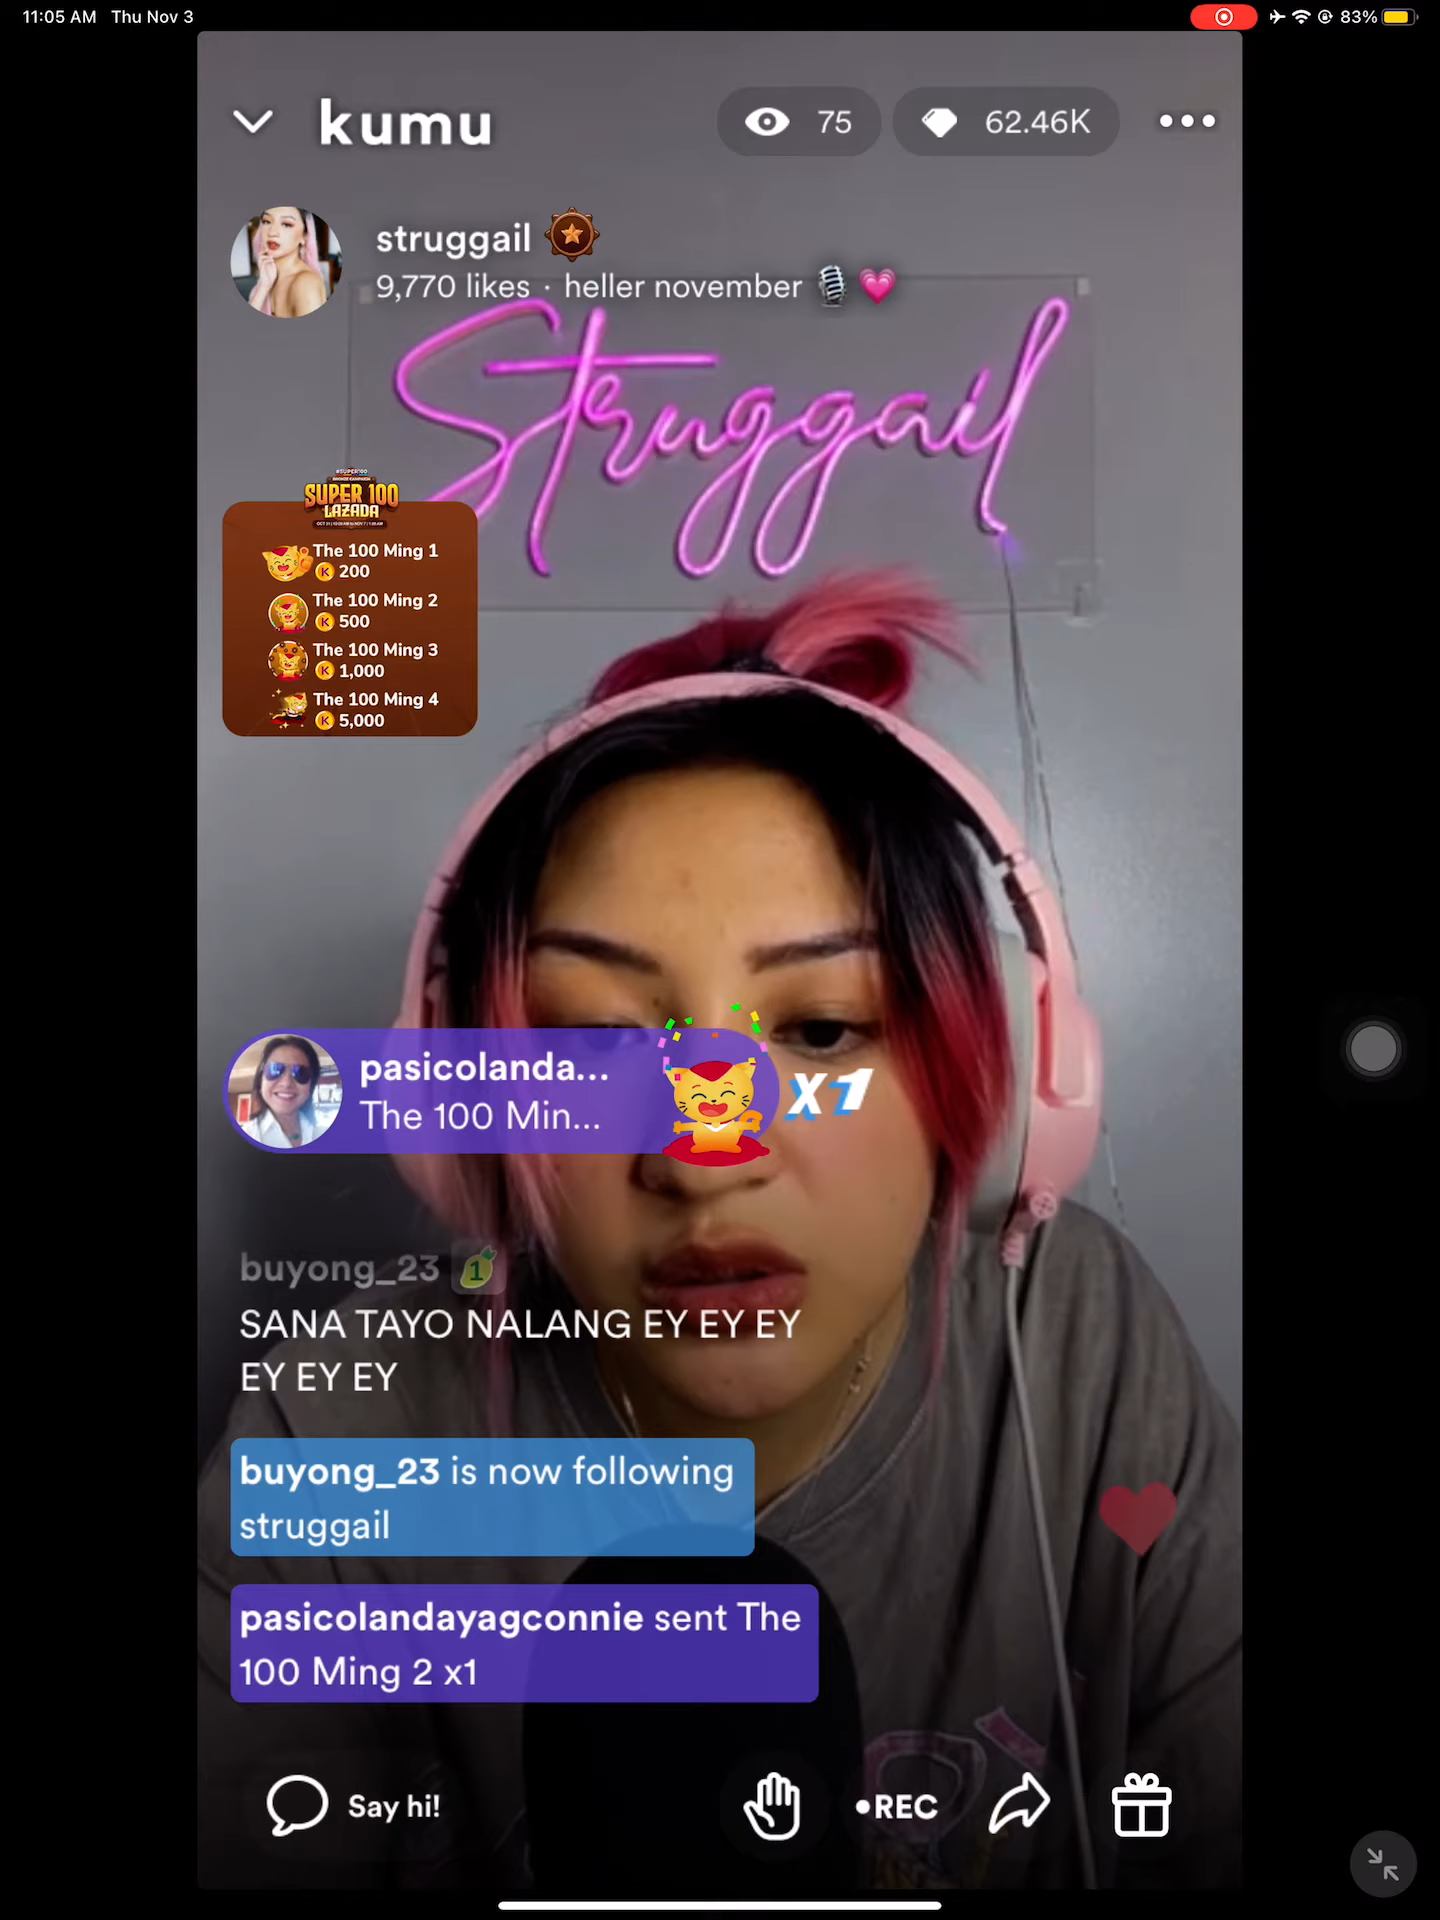 11:05 AM Thu Nov 3
83%
kumu
75
62.46K
struggail
9,770 likes · heller november
Struggail
#SUPER100
BRONZE CAMPAIGN
SUPER 100
LAZADA
The 100 Ming 1
K 200
The 100 Ming 2
K 500
The 100 Ming 3
K 1,000
The 100 Ming 4
K 5,000
pasicolanda...
The 100 Min...
X1
buyong_23 1
SANA TAYO NALANG EY EY EY
EY EY EY
buyong_23 is now following
struggail
pasicolandayagconnie sent The
100 Ming 2 x1
Say hi!
•REC